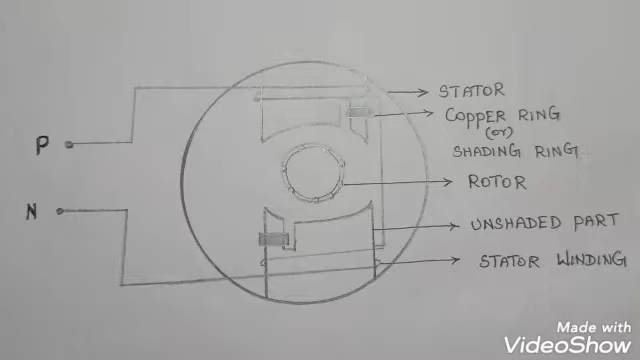 P
N
STATOR
COPPER RING
(or)
SHADING RING
ROTOR
UNSHADED PART
STATOR WINDING
Made with
VideoShow